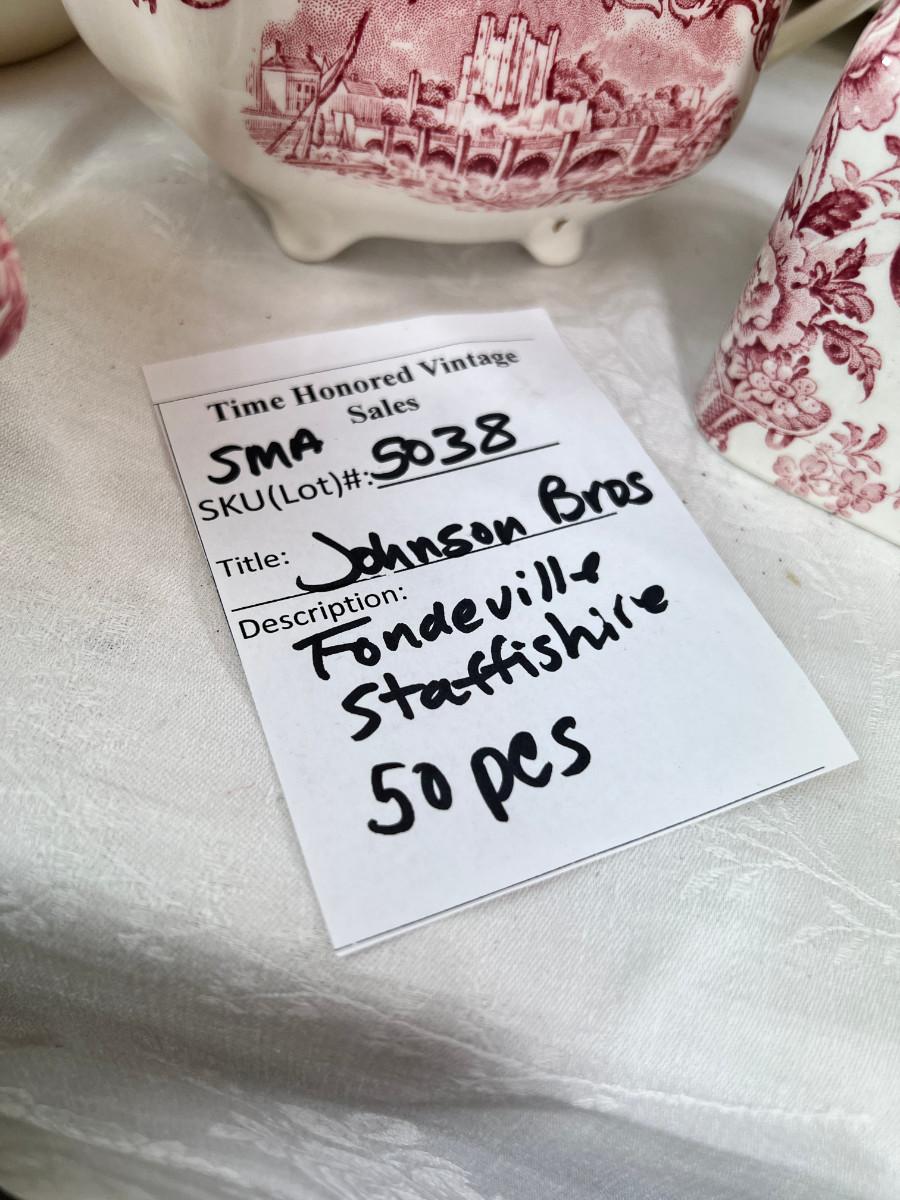 Time Honored Vintage
Sales
SMA
SKU(Lot)#: 5038
Title: Johnson Bros
Description:
Fondeville
Staffishire
50 pcs